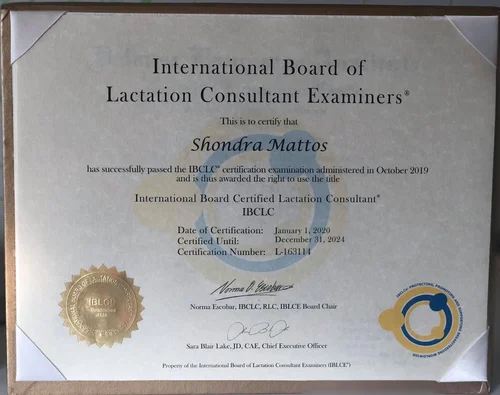 International Board of
Lactation Consultant Examiners®
This is to certify that
Shondra Mattos
has successfully passed the IBCLC® certification examination administered in October 2019
and is thus awarded the right to use the title
International Board Certified Lactation Consultant®
IBCLC
Date of Certification: January 1, 2020
Certified Until: December 31, 2024
Certification Number: L-163114
Norma Escobar, IBCLC, RLC, IBLCE Board Chair
Sara Blair Lake, JD, CAE, Chief Executive Officer
Property of the International Board of Lactation Consultant Examiners (IBLCE®)
IBLCE